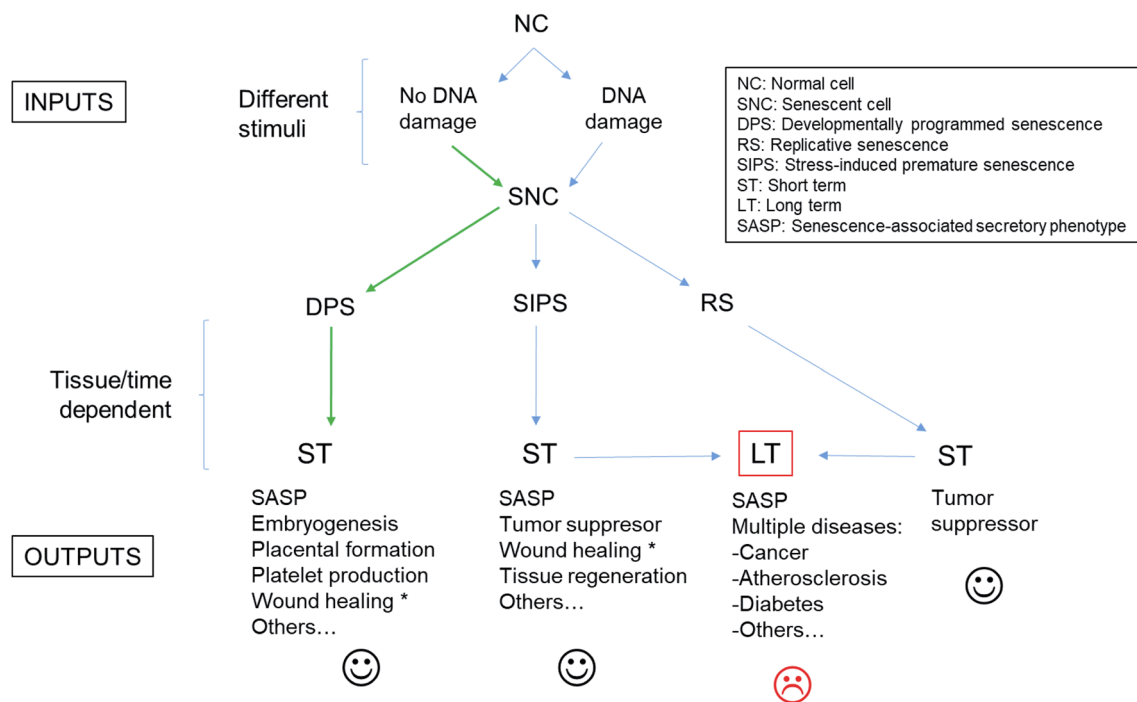 NC
INPUTS
Different
stimuli
No DNA
damage
DNA
damage
NC: Normal cell
SNC: Senescent cell
DPS: Developmentally programmed senescence
RS: Replicative senescence
SIPS: Stress-induced premature senescence
ST: Short term
LT: Long term
SASP: Senescence-associated secretory phenotype
SNC
DPS
SIPS
RS
Tissue/time
dependent
ST
ST
LT
ST
OUTPUTS
SASP
Embryogenesis
Placental formation
Platelet production
Wound healing *
Others…
SASP
Tumor suppresor
Wound healing *
Tissue regeneration
Others…
SASP
Multiple diseases:
-Cancer
-Atherosclerosis
-Diabetes
-Others…
Tumor
suppressor